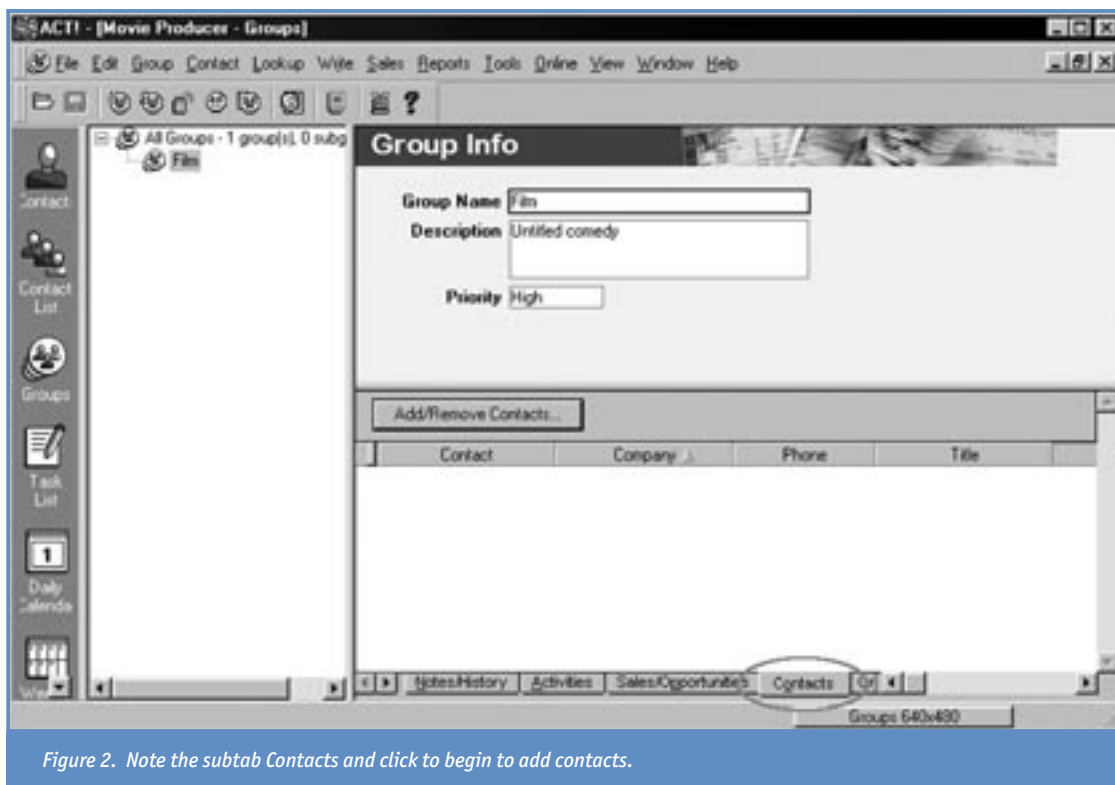 ACT! - [Movie Producer - Groups]
File Edit Group Contact Lookup Write Sales Reports Tools Online View Window Help
All Groups - 1 group(s), 0 subg
Film
Contact
Contact
List
Groups
Task
List
1
Daily
Calenda
Group Info
Group Name Film
Description Untitled comedy
Priority High
Add/Remove Contacts...
Contact Company Phone Title
Notes/History Activities Sales/Opportunities Contacts Gr
Groups 640x480
Figure 2. Note the subtab Contacts and click to begin to add contacts.